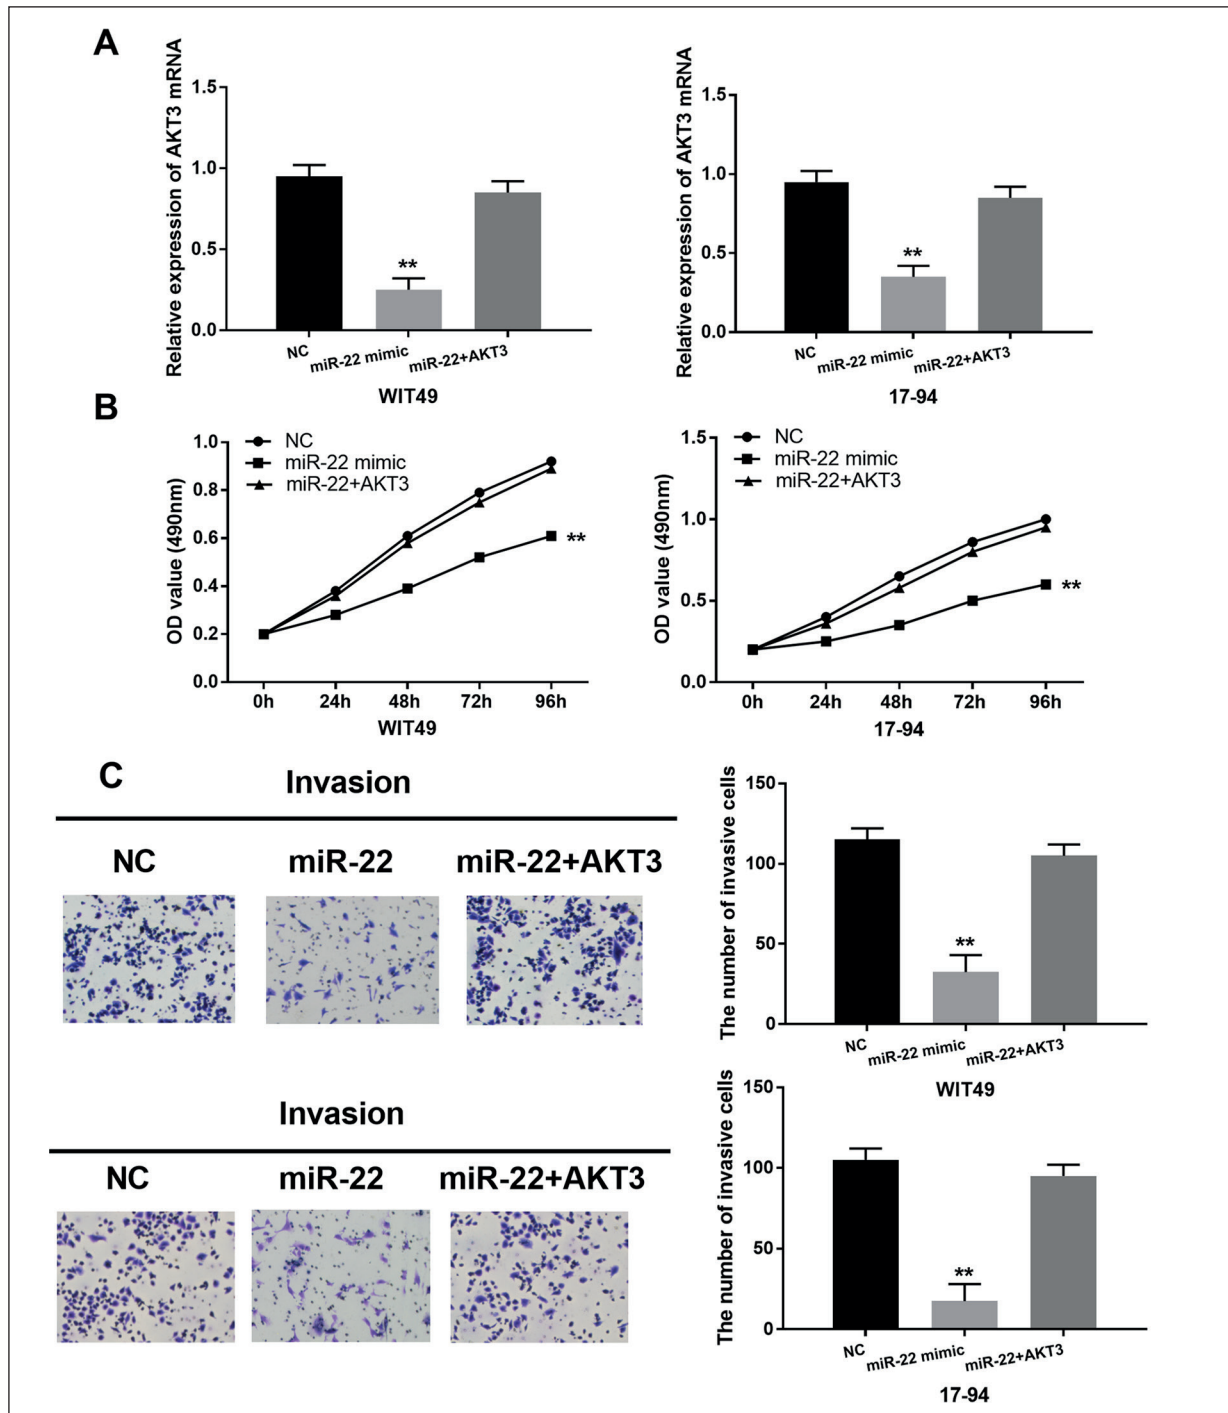 A
Relative expression of AKT3 mRNA
1.5
1.0
0.5
0.0
**
NC
miR-22 mimic
miR-22+AKT3
WIT49
Relative expression of AKT3 mRNA
1.5
1.0
0.5
0.0
**
NC
miR-22 mimic
miR-22+AKT3
17-94
B
OD value (490nm)
1.0
0.8
0.6
0.4
0.2
0.0
NC
miR-22 mimic
miR-22+AKT3
**
0h 24h 48h 72h 96h
WIT49
OD value (490nm)
1.5
1.0
0.5
0.0
NC
miR-22 mimic
miR-22+AKT3
**
0h 24h 48h 72h 96h
17-94
C
Invasion
NC miR-22 miR-22+AKT3
The number of invasive cells
150
100
50
0
**
NC
miR-22 mimic
miR-22+AKT3
WIT49
Invasion
NC miR-22 miR-22+AKT3
The number of invasive cells
150
100
50
0
**
NC
miR-22 mimic
miR-22+AKT3
17-94